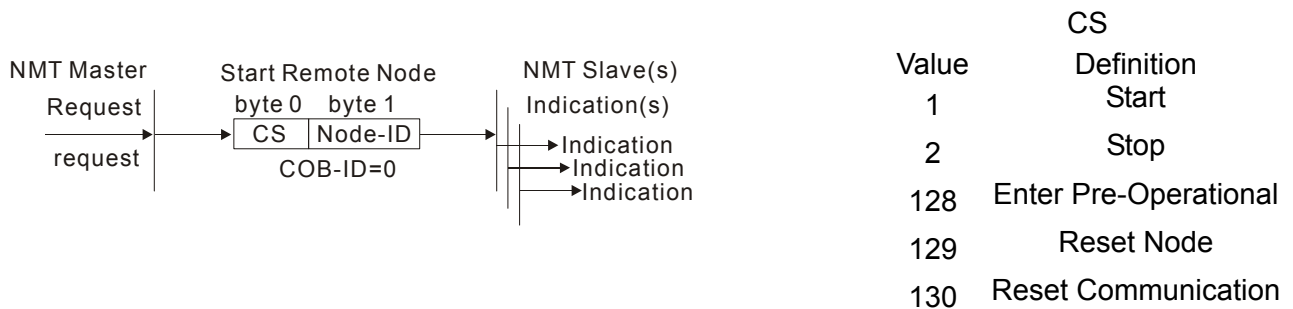 NMT Master
Request
request
Start Remote Node
byte 0 byte 1
CS Node-ID
COB-ID=0
NMT Slave(s)
Indication(s)
Indication
Indication
Indication
CS
Value Definition
1 Start
2 Stop
128 Enter Pre-Operational
129 Reset Node
130 Reset Communication